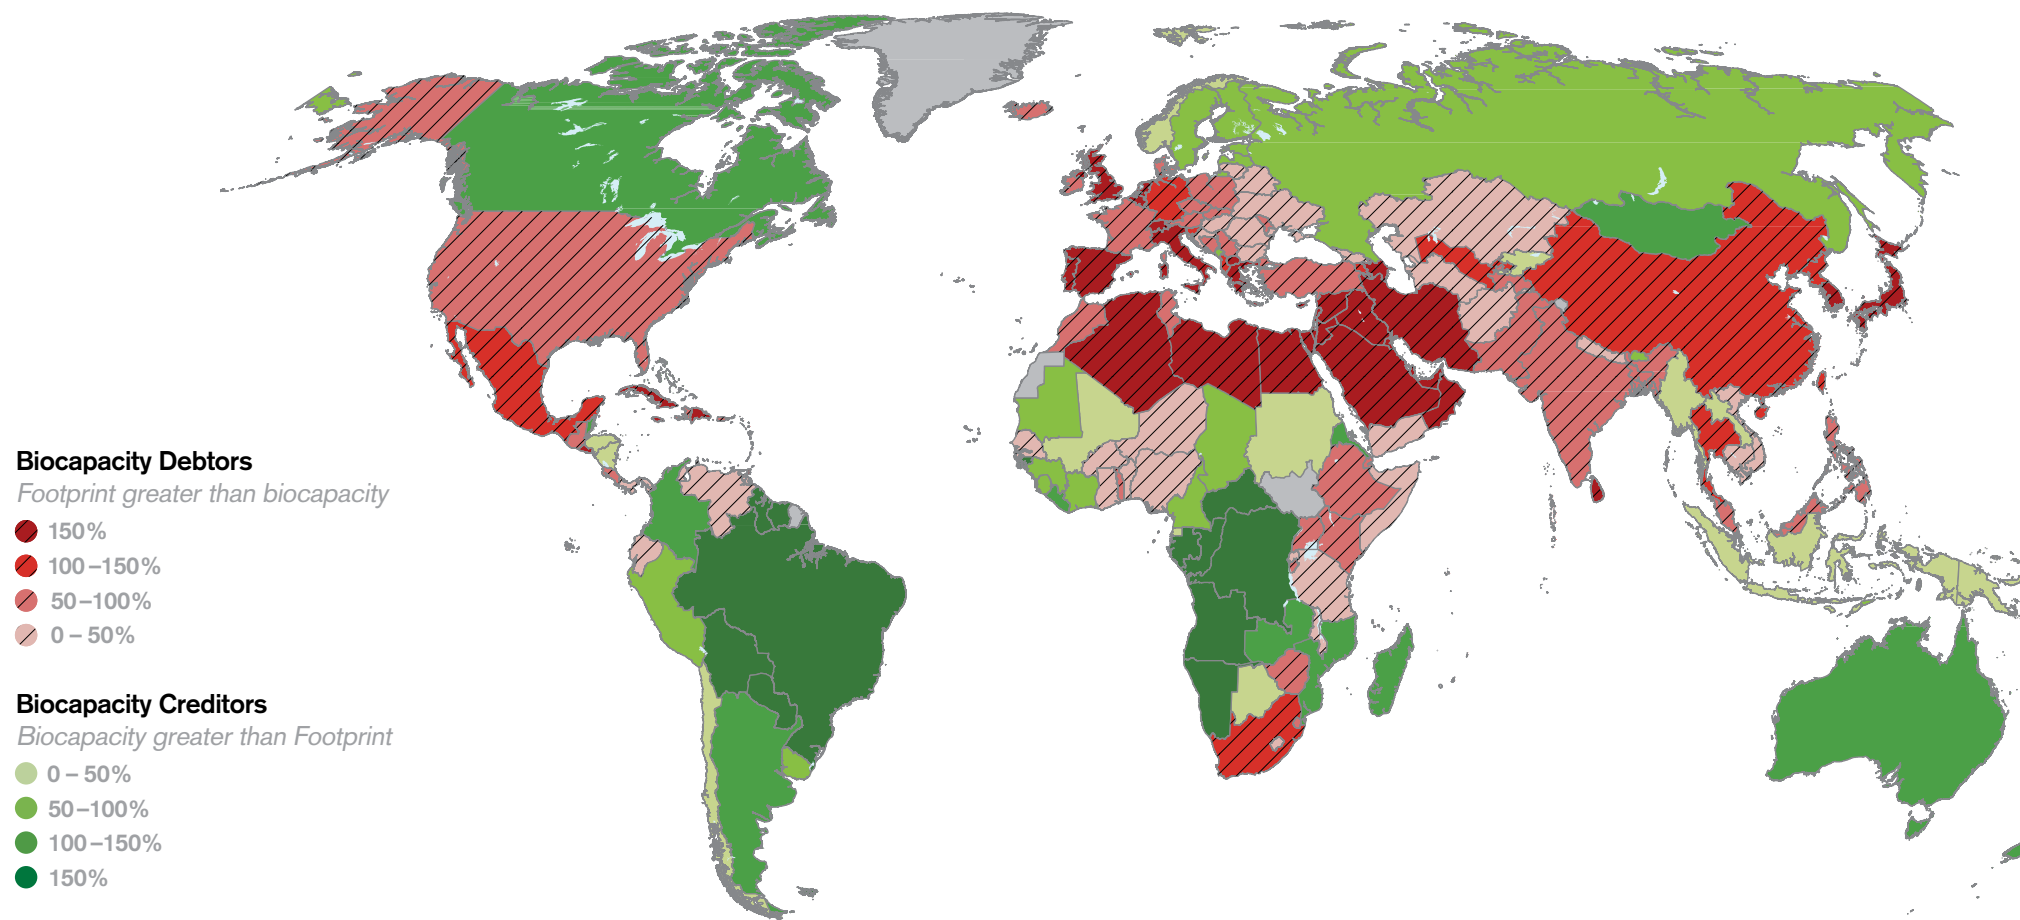 Biocapacity Debtors
Footprint greater than biocapacity
150%
100–150%
50–100%
0–50%
Biocapacity Creditors
Biocapacity greater than Footprint
0–50%
50–100%
100–150%
150%